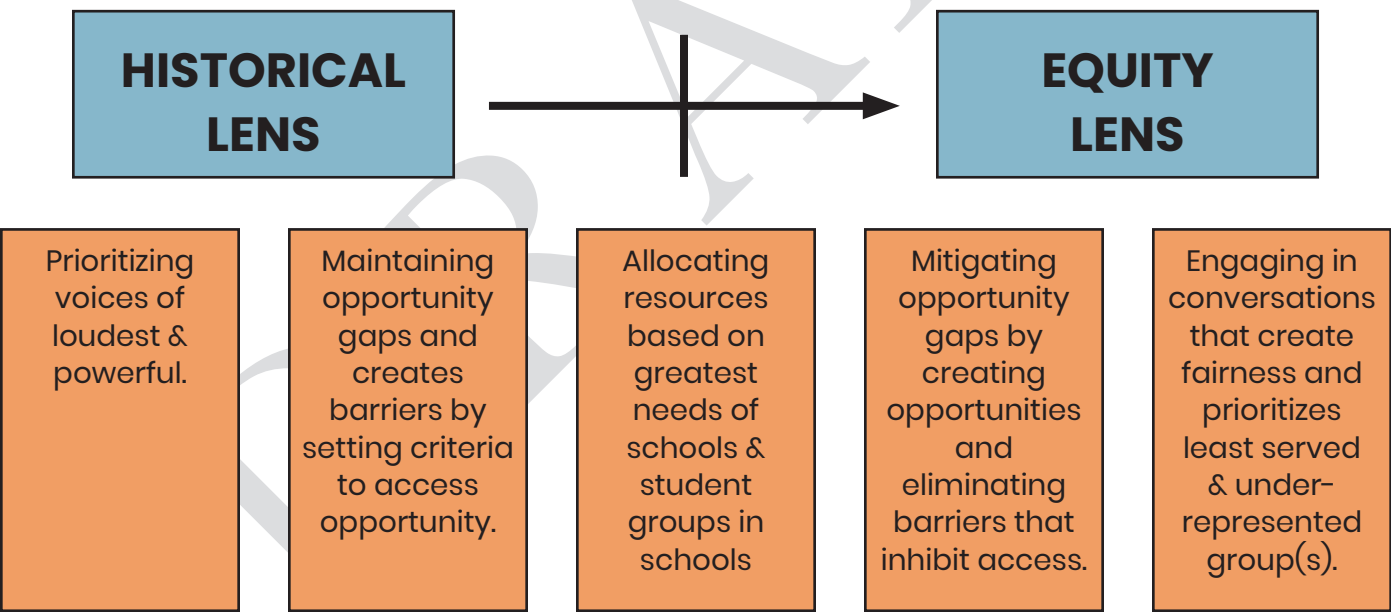 HISTORICAL
LENS
EQUITY
LENS
Prioritizing
voices of
loudest &
powerful.
Maintaining
opportunity
gaps and
creates
barriers by
setting criteria
to access
opportunity.
Allocating
resources
based on
greatest
needs of
schools &
student
groups in
schools
Mitigating
opportunity
gaps by
creating
opportunities
and
eliminating
barriers that
inhibit access.
Engaging in
conversations
that create
fairness and
prioritizes
least served
& under-
represented
group(s).